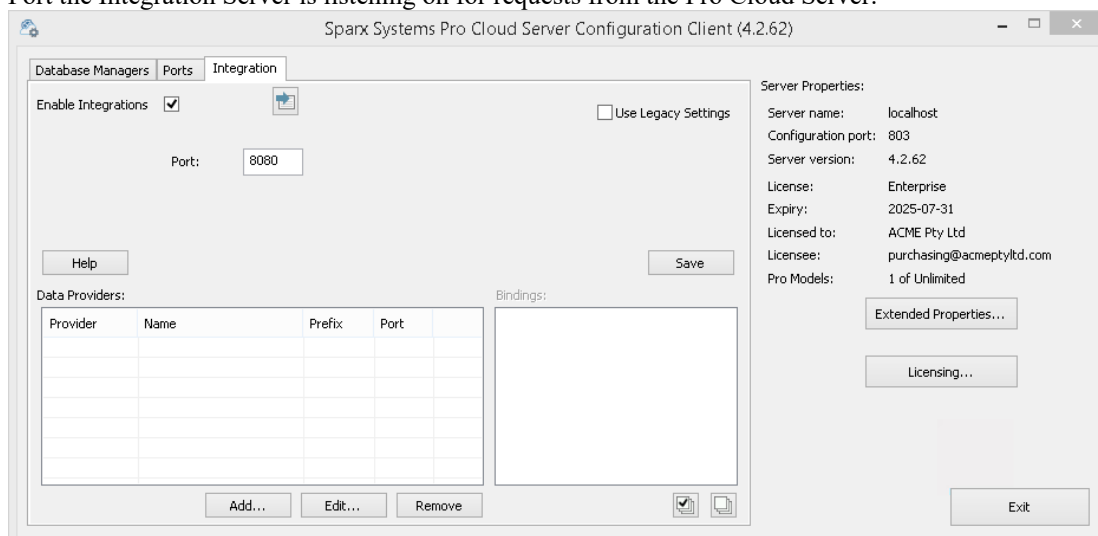 Port the Integration Server is listening on for requests from the Pro Cloud Server.
Sparx Systems Pro Cloud Server Configuration Client (4.2.62)
Database Managers Ports Integration
Enable Integrations
Use Legacy Settings
Port: 8080
Help
Save
Data Providers:
Bindings:
Provider Name Prefix Port
Add... Edit... Remove
Server Properties:
Server name: localhost
Configuration port: 803
Server version: 4.2.62
License: Enterprise
Expiry: 2025-07-31
Licensed to: ACME Pty Ltd
Licensee: purchasing@acmeptyltd.com
Pro Models: 1 of Unlimited
Extended Properties...
Licensing...
Exit